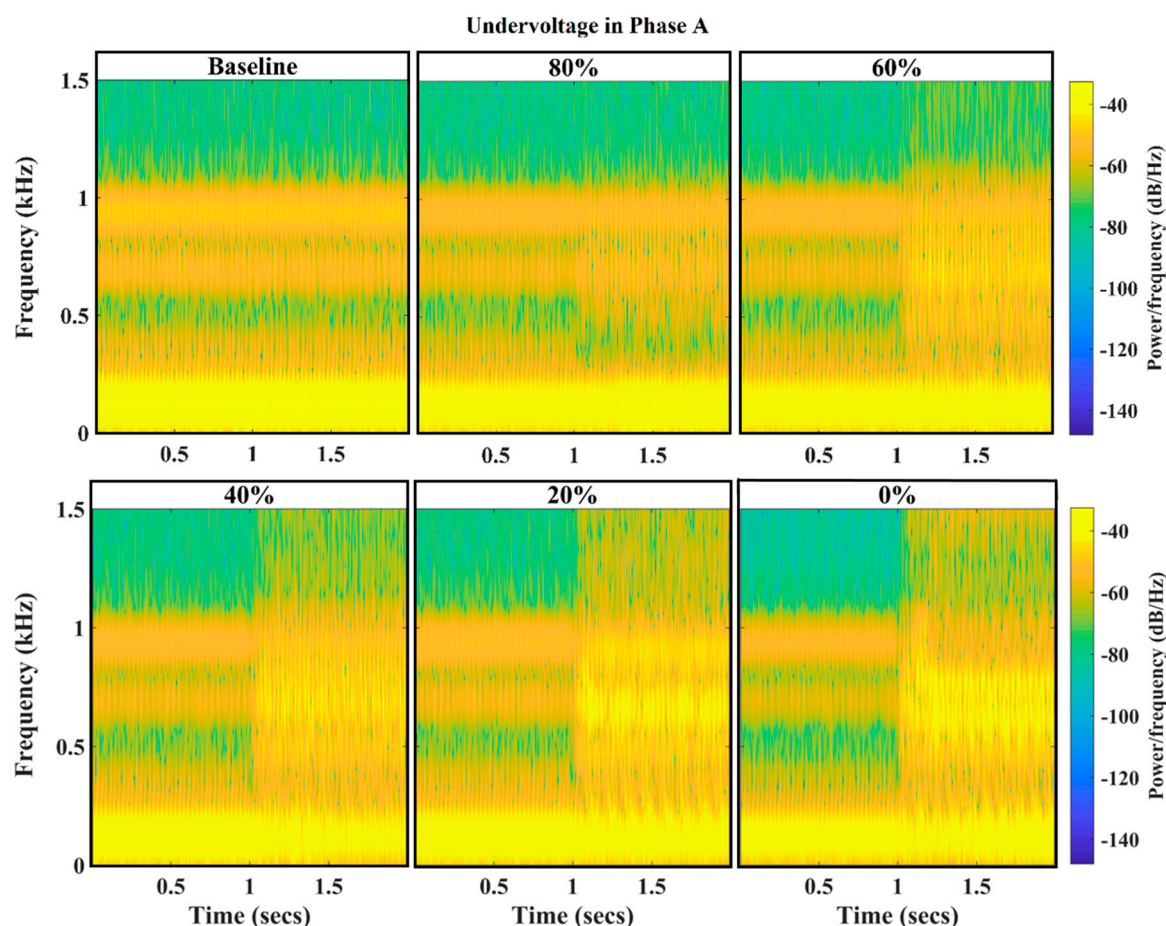 Undervoltage in Phase A
Baseline 80% 60%
1.5
1
0.5
0
Frequency (kHz)
0.5 1 1.5 0.5 1 1.5 0.5 1 1.5
-40
-60
-80
-100
-120
-140
Power/frequency (dB/Hz)
40% 20% 0%
1.5
1
0.5
0
Frequency (kHz)
0.5 1 1.5 0.5 1 1.5 0.5 1 1.5
Time (secs) Time (secs) Time (secs)
-40
-60
-80
-100
-120
-140
Power/frequency (dB/Hz)